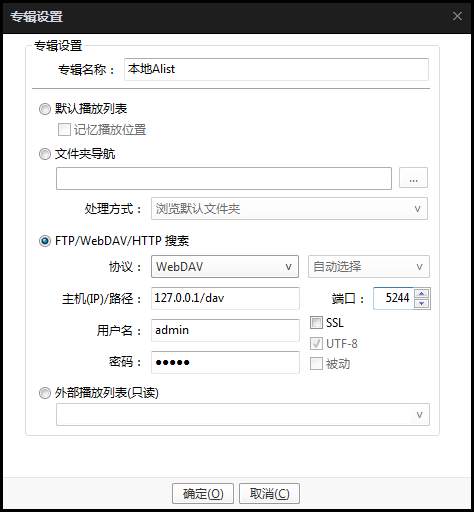 专辑设置
专辑设置
专辑名称： 本地Alist
默认播放列表
记忆播放位置
文件夹导航
...
处理方式： 浏览默认文件夹
FTP/WebDAV/HTTP 搜索
协议： WebDAV 自动选择
主机(IP)/路径： 127.0.0.1/dav 端口： 5244
用户名： admin SSL
UTF-8
密码： ●●●●● 被动
外部播放列表(只读)
确定(O) 取消(C)